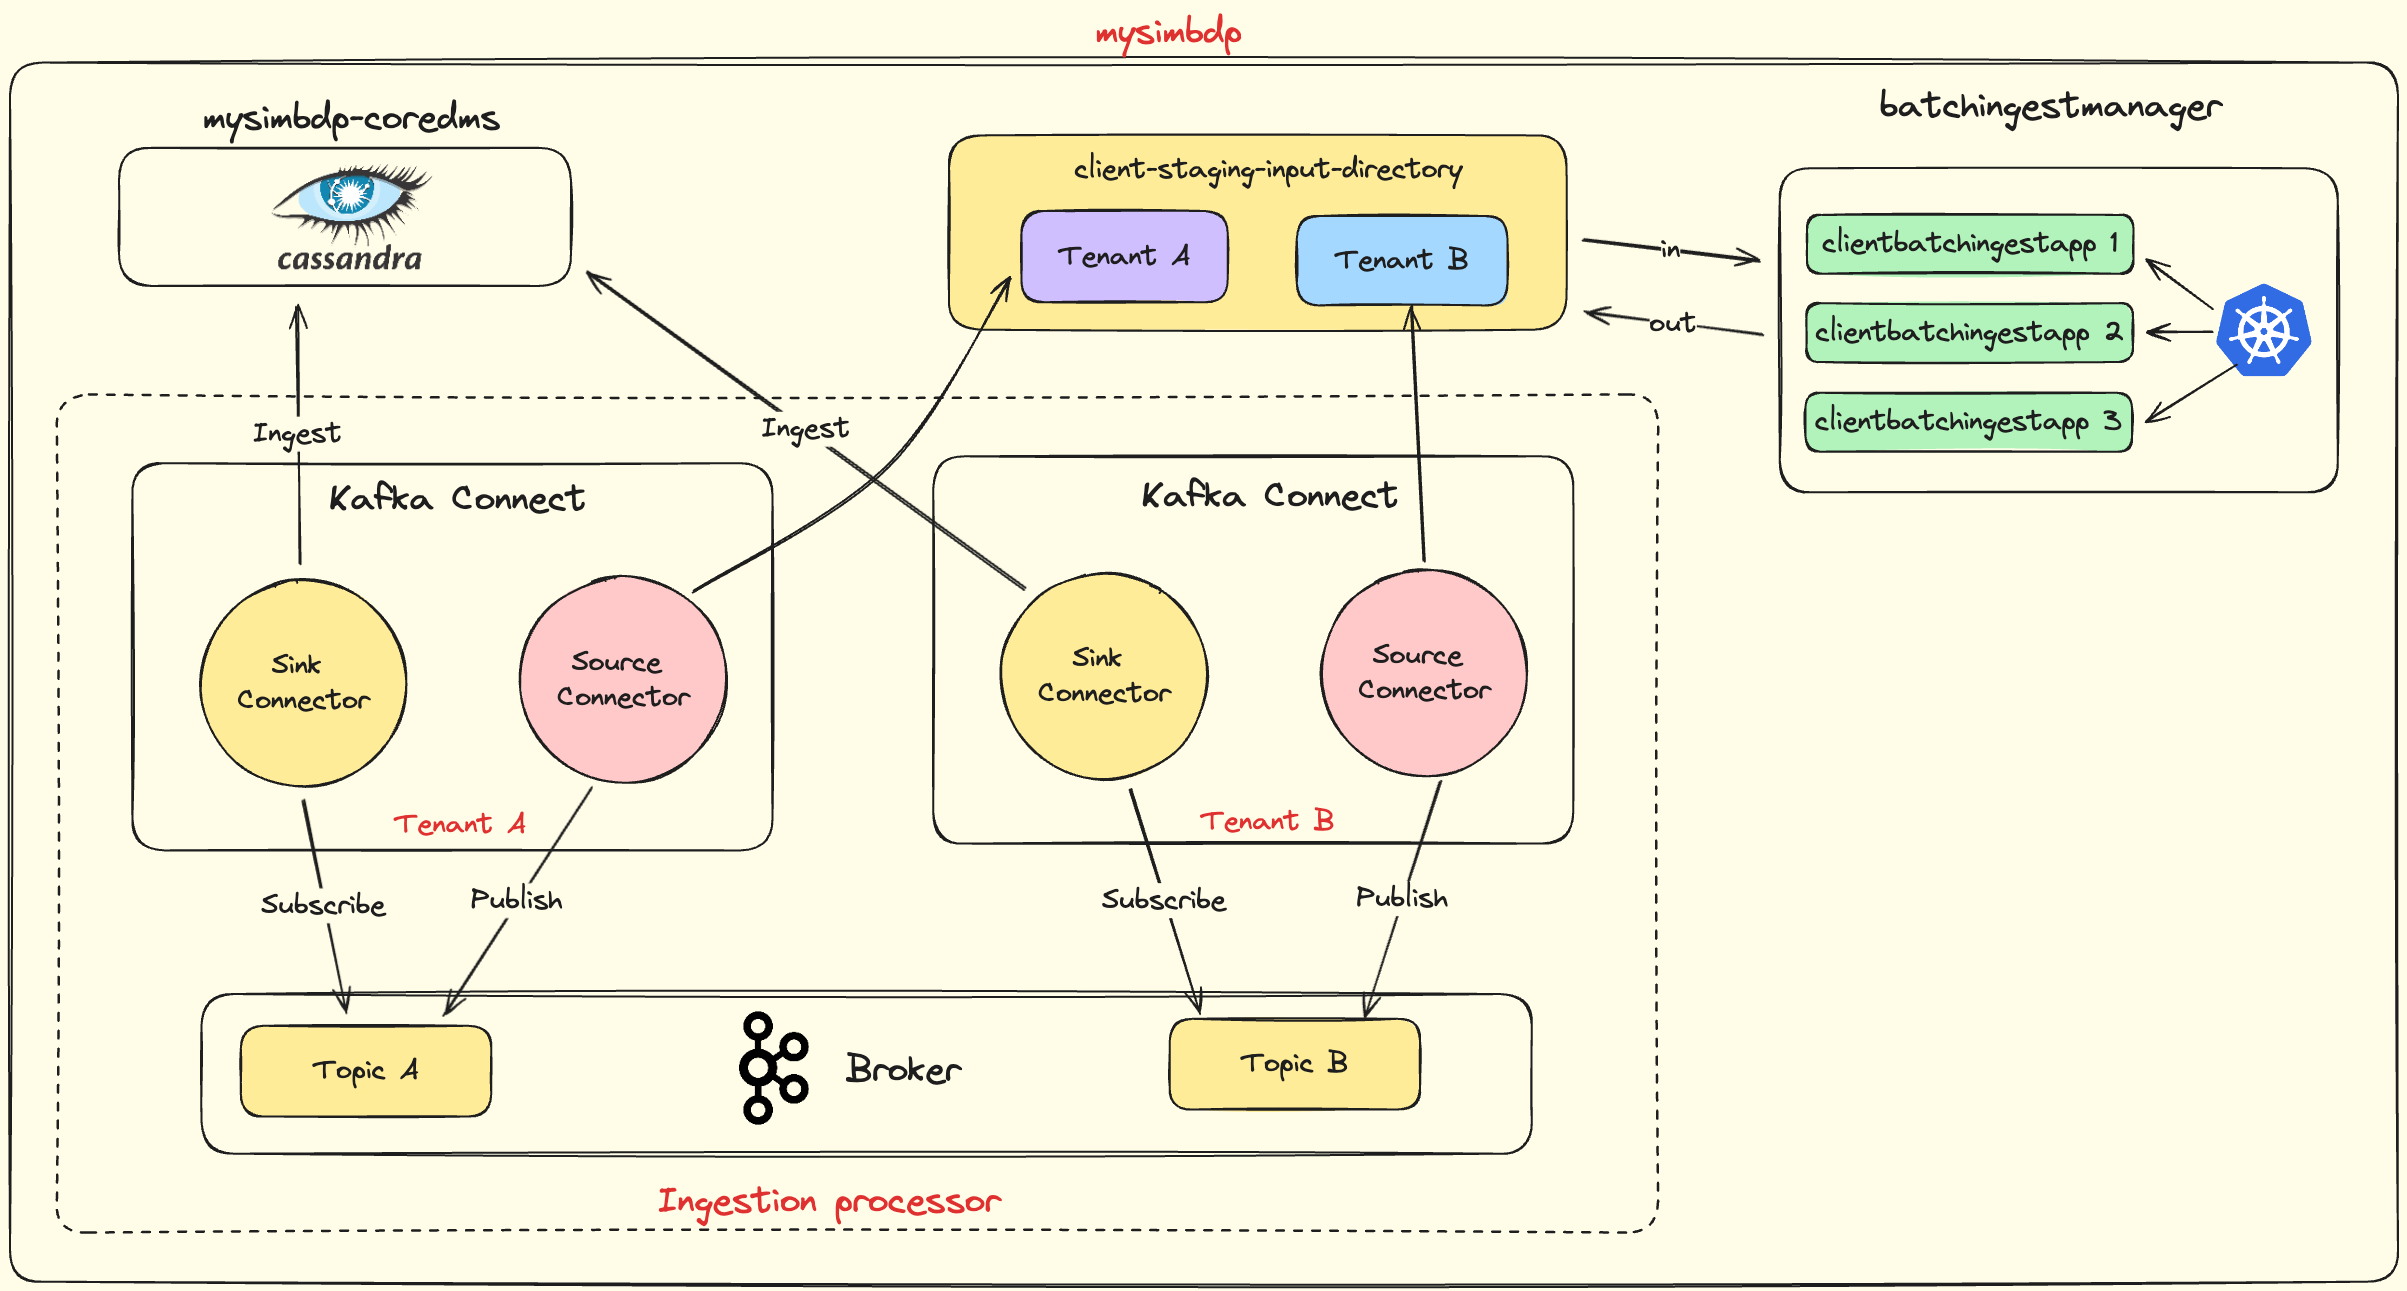 mysimbdp
mysimbdp-coredms
cassandra
client-staging-input-directory
Tenant A
Tenant B
in
out
batchingestmanager
clientbatchingestapp 1
clientbatchingestapp 2
clientbatchingestapp 3
Ingest
Ingest
Kafka Connect
Sink
Connector
Source
Connector
Tenant A
Kafka Connect
Sink
Connector
Source
Connector
Tenant B
Subscribe
Publish
Subscribe
Publish
Topic A
Broker
Topic B
Ingestion processor